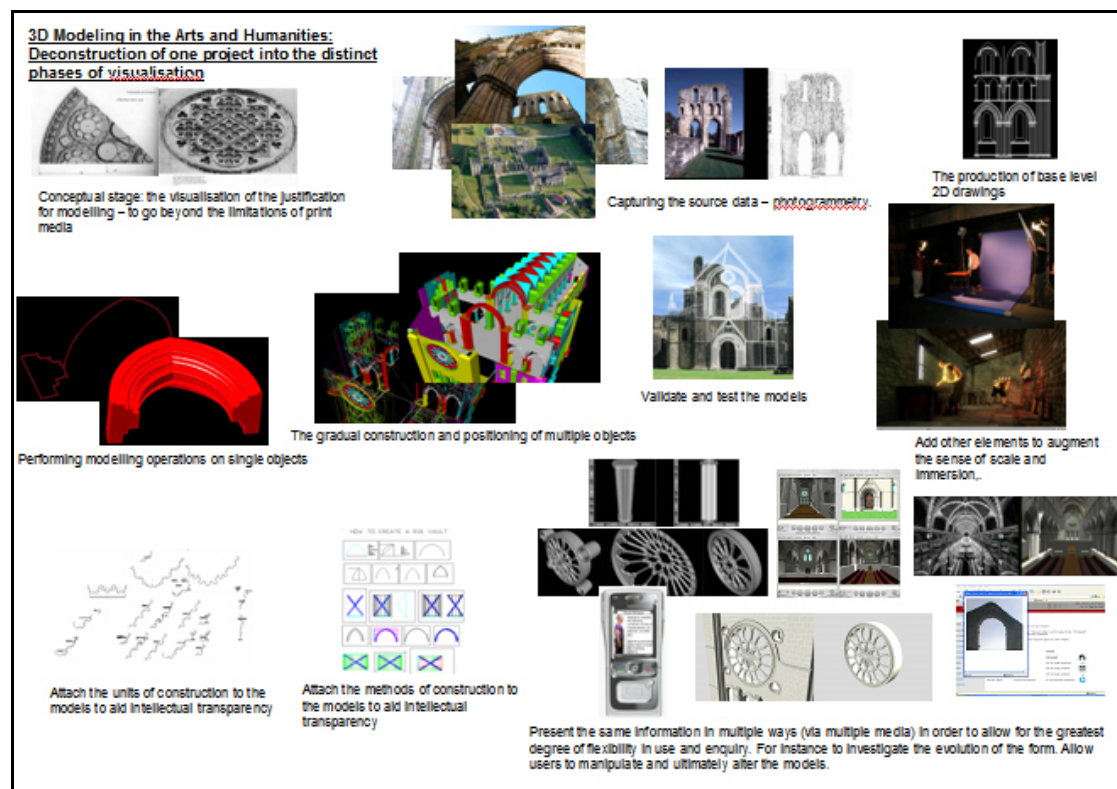 3D Modeling in the Arts and Humanities:
Deconstruction of one project into the distinct
phases of visualisation
Conceptual stage: the visualisation of the justification
for modelling – to go beyond the limitations of print
media
Capturing the source data – photogrammetry.
The production of base level
2D drawings
Performing modelling operations on single objects
The gradual construction and positioning of multiple objects
Validate and test the models
Add other elements to augment
the sense of scale and
immersion,.
Attach the units of construction to the
models to aid intellectual transparency
HOW TO CREATE A RIB VAULT
Attach the methods of construction to
the models to aid intellectual
transparency
Present the same information in multiple ways (via multiple media) in order to allow for the greatest
degree of flexibility in use and enquiry. For instance to investigate the evolution of the form. Allow
users to manipulate and ultimately alter the models.